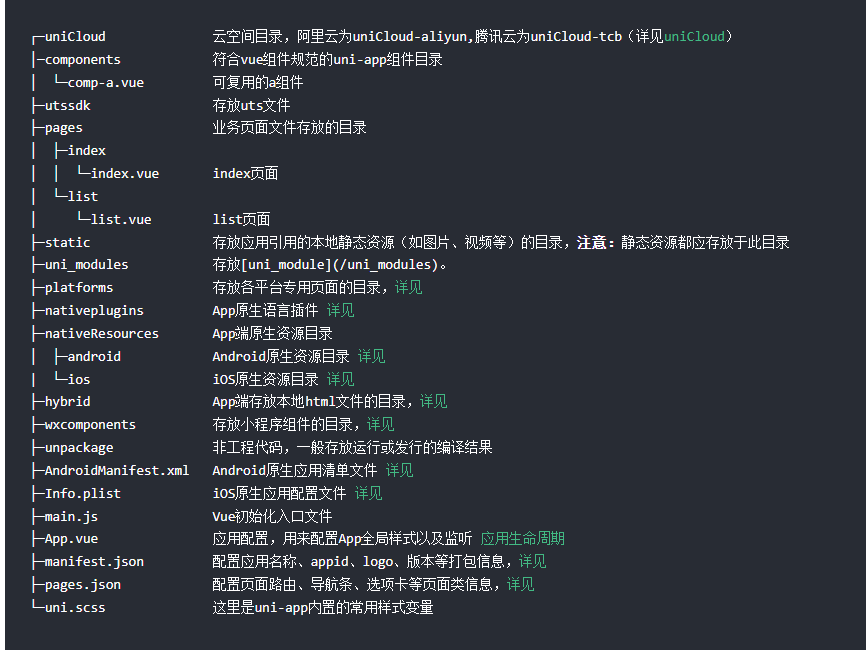 ┌─uniCloud              云空间目录，阿里云为uniCloud-aliyun,腾讯云为uniCloud-tcb（详见uniCloud）
│─components            符合vue组件规范的uni-app组件目录
│  └─comp-a.vue         可复用的a组件
├─utssdk                存放uts文件
├─pages                 业务页面文件存放的目录
│  ├─index
│  │  └─index.vue       index页面
│  └─list
│     └─list.vue        list页面
├─static                存放应用引用的本地静态资源（如图片、视频等）的目录，注意：静态资源都应存放于此目录
├─uni_modules           存放[uni_module](/uni_modules)。
├─platforms             存放各平台专用页面的目录，详见
├─nativeplugins         App原生语言插件 详见
├─nativeResources       App端原生资源目录
│  ├─android            Android原生资源目录 详见
|  └─ios                iOS原生资源目录 详见
├─hybrid                App端存放本地html文件的目录，详见
├─wxcomponents          存放小程序组件的目录，详见
├─unpackage             非工程代码，一般存放运行或发行的编译结果
├─AndroidManifest.xml   Android原生应用清单文件 详见
├─Info.plist            iOS原生应用配置文件 详见
├─main.js               Vue初始化入口文件
├─App.vue               应用配置，用来配置App全局样式以及监听 应用生命周期
├─manifest.json         配置应用名称、appid、logo、版本等打包信息，详见
├─pages.json            配置页面路由、导航条、选项卡等页面类信息，详见
└─uni.scss              这里是uni-app内置的常用样式变量